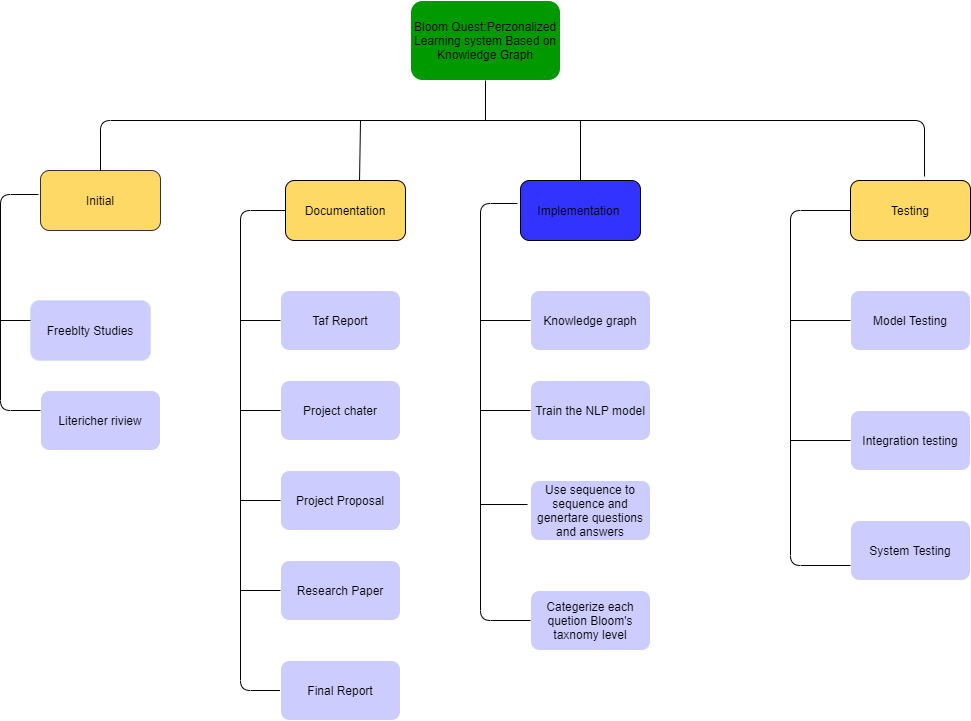 Bloom Quest:Perzonalized
Learning system Based on
Knowledge Graph
Initial
Freeblty Studies
Litericher riview
Documentation
Taf Report
Project chater
Project Proposal
Research Paper
Final Report
Implementation
Knowledge graph
Train the NLP model
Use sequence to
sequence and
genertare questions
and answers
Categerize each
quetion Bloom's
taxnomy level
Testing
Model Testing
Integration testing
System Testing